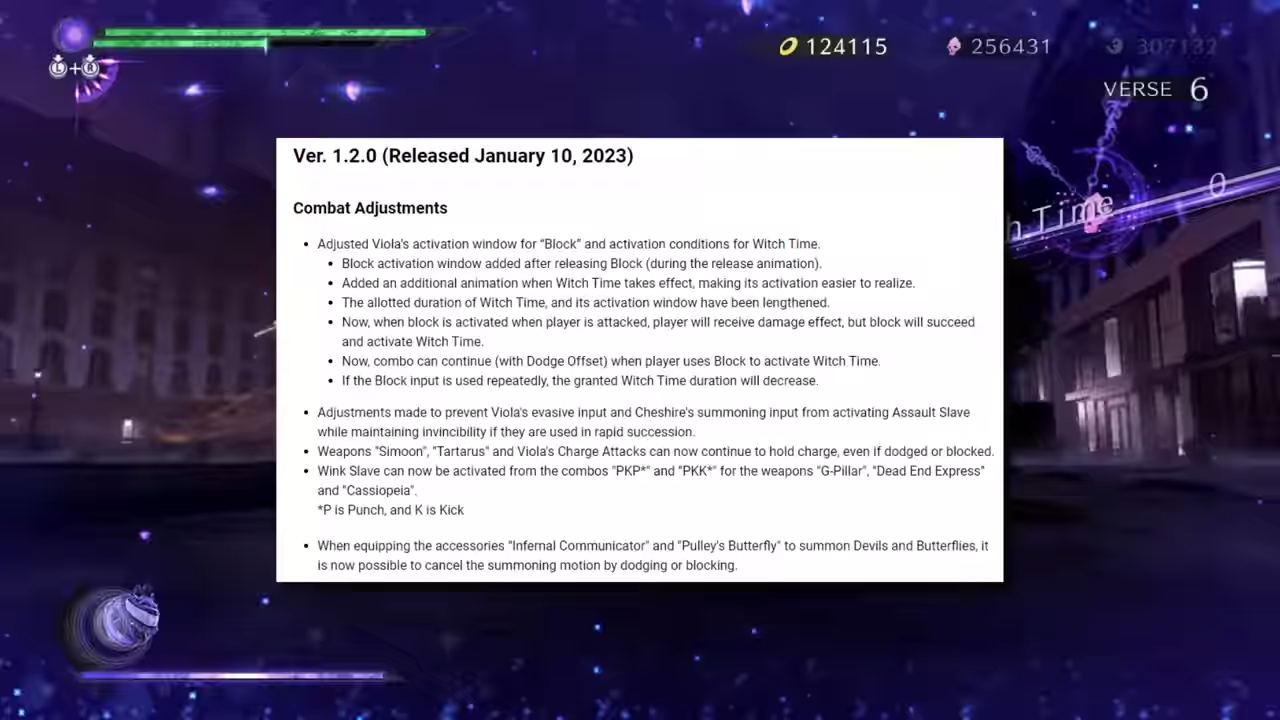 124115
256431
307132
L + R
VERSE 6
Ver. 1.2.0 (Released January 10, 2023)
0
Time
Combat Adjustments
• Adjusted Viola's activation window for “Block” and activation conditions for Witch Time.
• Block activation window added after releasing Block (during the release animation).
• Added an additional animation when Witch Time takes effect, making its activation easier to realize.
• The allotted duration of Witch Time, and its activation window have been lengthened.
• Now, when block is activated when player is attacked, player will receive damage effect, but block will succeed
and activate Witch Time.
• Now, combo can continue (with Dodge Offset) when player uses Block to activate Witch Time.
• If the Block input is used repeatedly, the granted Witch Time duration will decrease.
• Adjustments made to prevent Viola's evasive input and Cheshire's summoning input from activating Assault Slave
while maintaining invincibility if they are used in rapid succession.
• Weapons "Simoon", "Tartarus" and Viola's Charge Attacks can now continue to hold charge, even if dodged or blocked.
• Wink Slave can now be activated from the combos "PKP*" and "PKK*" for the weapons "G-Pillar", "Dead End Express"
and "Cassiopeia".
*P is Punch, and K is Kick
• When equipping the accessories "Infernal Communicator" and "Pulley's Butterfly" to summon Devils and Butterflies, it
is now possible to cancel the summoning motion by dodging or blocking.